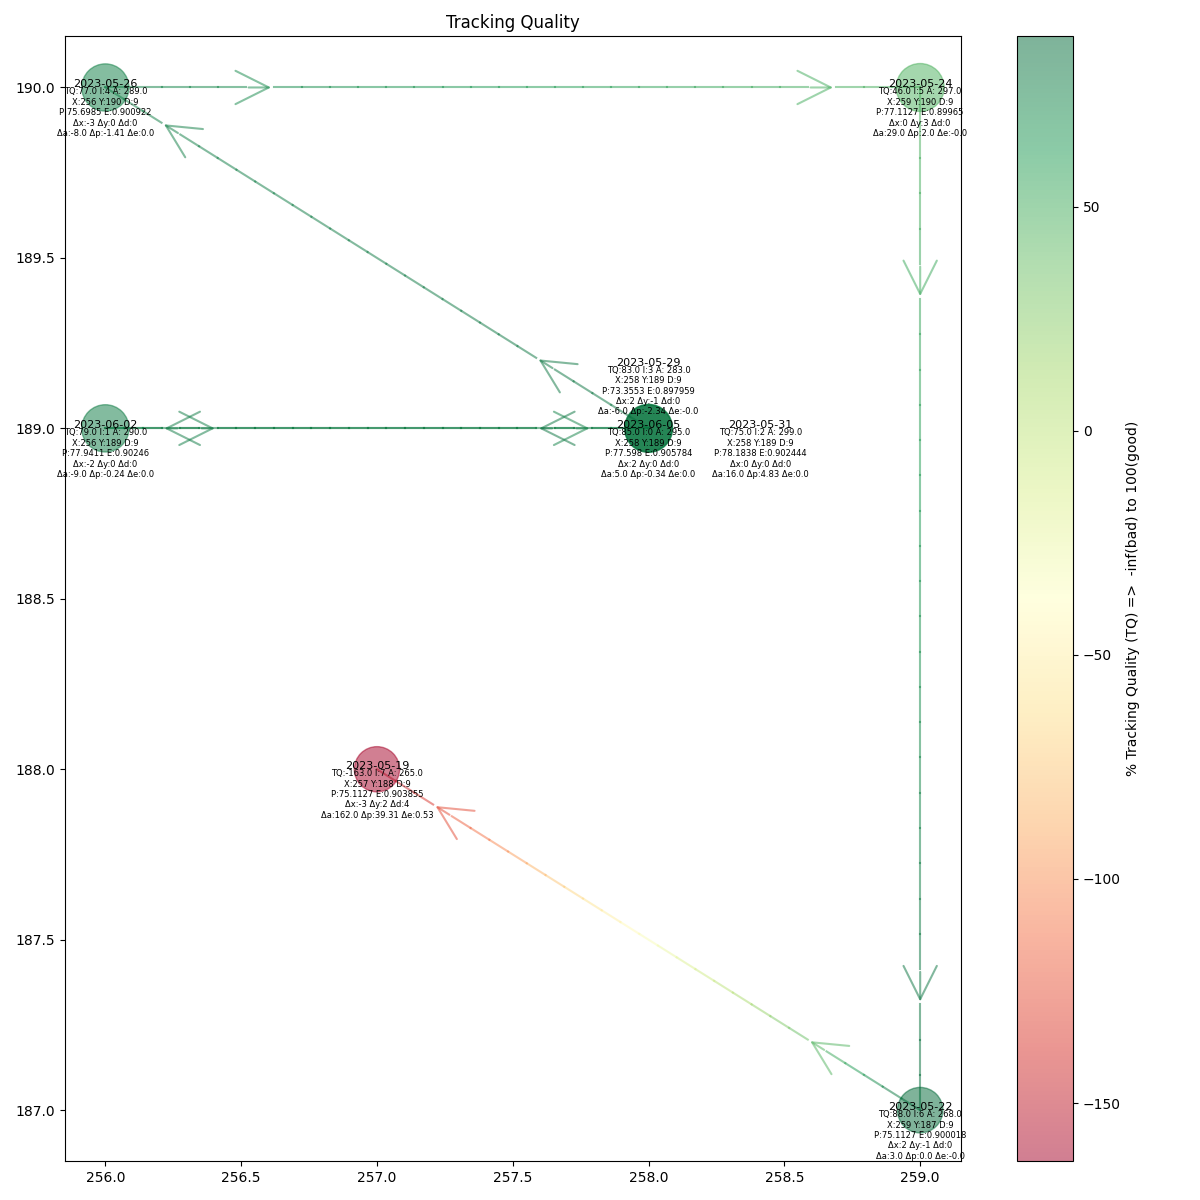 Tracking Quality
2023-05-26
TQ:77.0 I:4 A: 289.0
X:256 Y:190 D:9
P:75.6985 E:0.900922
Δx:-3 Δy:0 Δd:0
Δa:-8.0 Δp:-1.41 Δe:0.0
2023-05-24
TQ:46.0 I:5 A: 297.0
X:259 Y:190 D:9
P:77.1127 E:0.89965
Δx:0 Δy:3 Δd:0
Δa:29.0 Δp:2.0 Δe:-0.0
2023-05-29
TQ:83.0 I:3 A: 283.0
X:258 Y:189 D:9
P:73.3553 E:0.897959
Δx:2 Δy:-1 Δd:0
Δa:-6.0 Δp:-2.34 Δe:-0.0
2023-06-02
TQ:79.0 I:1 A: 290.0
X:256 Y:189 D:9
P:77.9411 E:0.90246
Δx:-2 Δy:0 Δd:0
Δa:-9.0 Δp:-0.24 Δe:0.0
2023-06-05
TQ:85.0 I:0 A: 295.0
X:258 Y:189 D:9
P:77.598 E:0.905784
Δx:2 Δy:0 Δd:0
Δa:5.0 Δp:-0.34 Δe:0.0
2023-05-31
TQ:75.0 I:2 A: 299.0
X:258 Y:189 D:9
P:78.1838 E:0.902444
Δx:0 Δy:0 Δd:0
Δa:16.0 Δp:4.83 Δe:0.0
2023-05-19
TQ:-163.0 I:7 A: 265.0
X:257 Y:188 D:9
P:75.1127 E:0.903855
Δx:-3 Δy:2 Δd:4
Δa:162.0 Δp:39.31 Δe:0.53
2023-05-22
TQ:88.0 I:6 A: 268.0
X:259 Y:187 D:9
P:75.1127 E:0.900018
Δx:2 Δy:-1 Δd:0
Δa:3.0 Δp:0.0 Δe:-0.0
190.0
189.5
189.0
188.5
188.0
187.5
187.0
256.0
256.5
257.0
257.5
258.0
258.5
259.0
50
0
−50
−100
−150
% Tracking Quality (TQ) => -inf(bad) to 100(good)